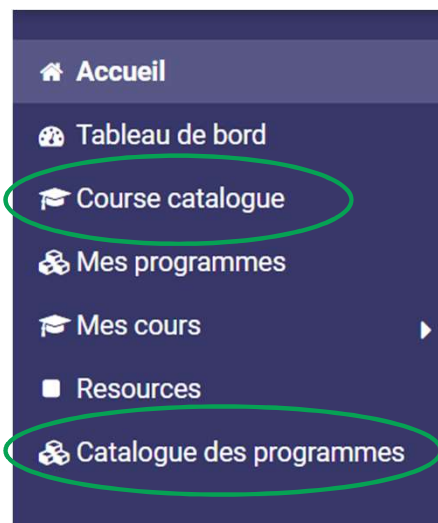 Accueil
Tableau de bord
Course catalogue
Mes programmes
Mes cours
Resources
Catalogue des programmes